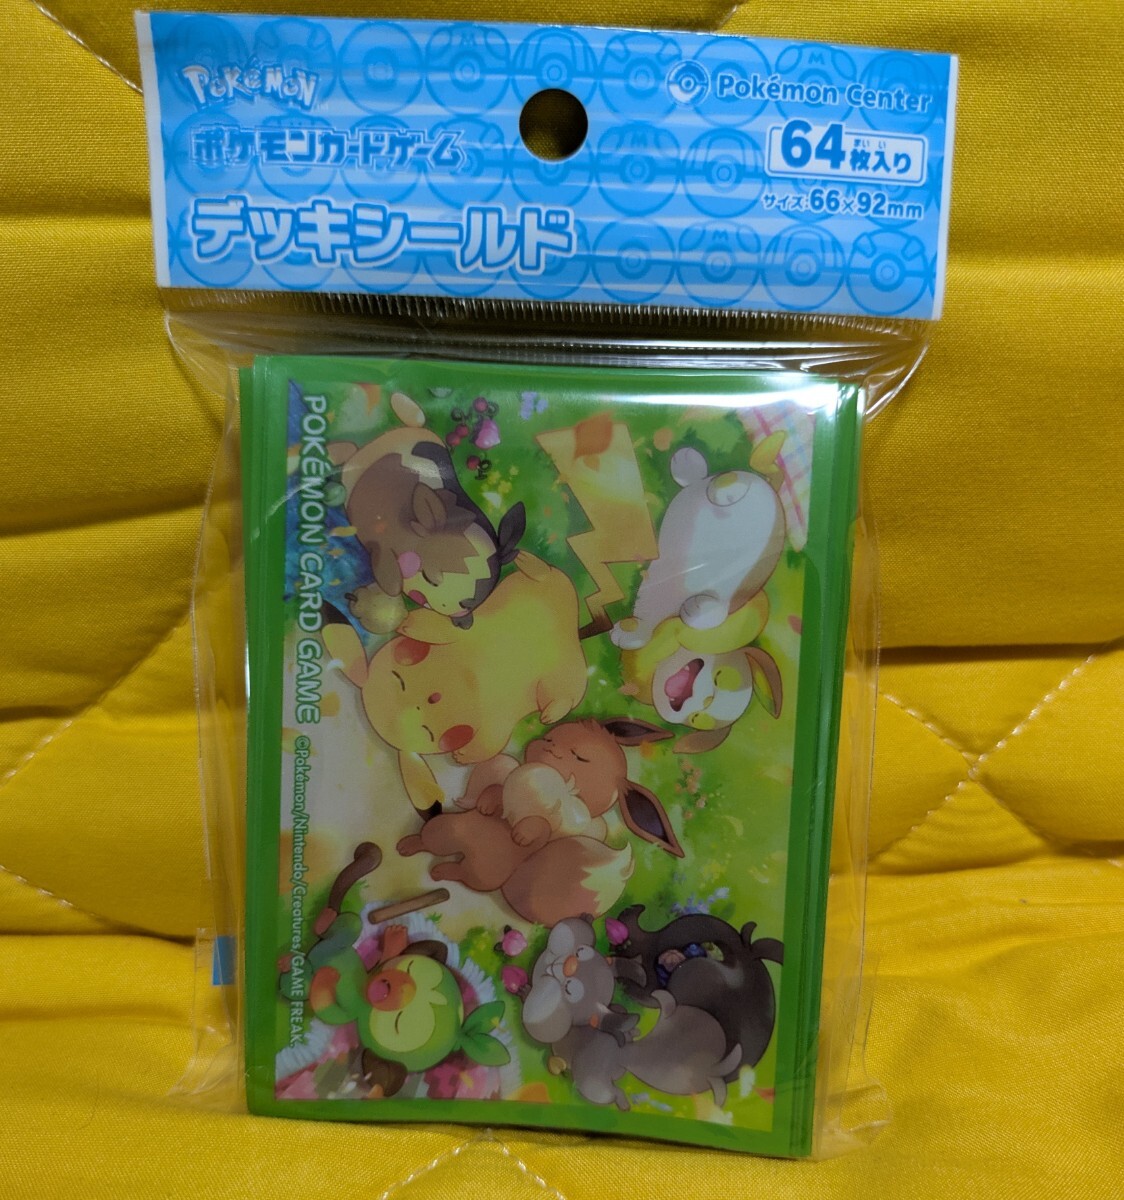 POKÉMON
ポケモンカードゲーム
デッキシールド
Pokémon Center
64枚入り
まいい
サイズ:66×92mm
POKÉMON CARD GAME
©Pokémon/Nintendo/Creatures/GAME FREAK.